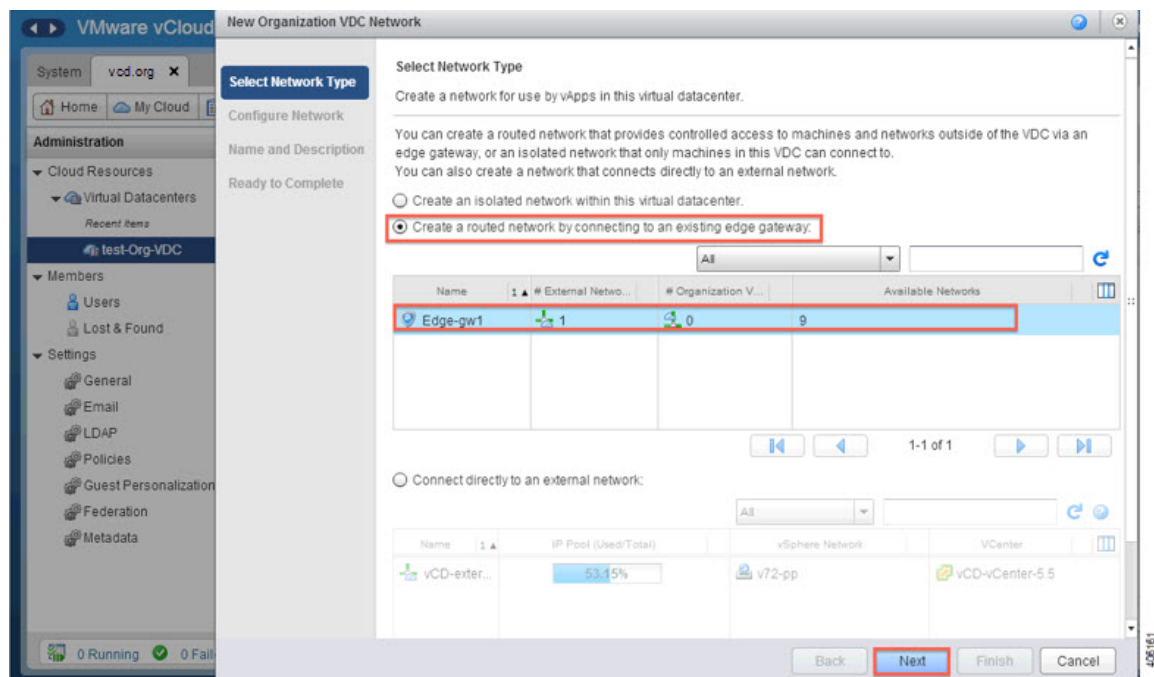 VMware vCloud
New Organization VDC Network
System
vcd.org
Home
My Cloud
Administration
Cloud Resources
Virtual Datacenters
Recent Items
test-Org-VDC
Members
Users
Lost & Found
Settings
General
Email
LDAP
Policies
Guest Personalization
Federation
Metadata
0 Running
0 Fail
Select Network Type
Configure Network
Name and Description
Ready to Complete
Select Network Type
Create a network for use by vApps in this virtual datacenter.
You can create a routed network that provides controlled access to machines and networks outside of the VDC via an
edge gateway, or an isolated network that only machines in this VDC can connect to.
You can also create a network that connects directly to an external network.
Create an isolated network within this virtual datacenter.
Create a routed network by connecting to an existing edge gateway:
All
Name 1 # External Netwo... # Organization V... Available Networks
Edge-gw1 1 0 9
1-1 of 1
Connect directly to an external network:
All
Name 1 IP Pool (Used/Total) vSphere Network VCenter
vCD-exter... 53.15% v72-pp vCD-vCenter-5.5
Back Next Finish Cancel
406161